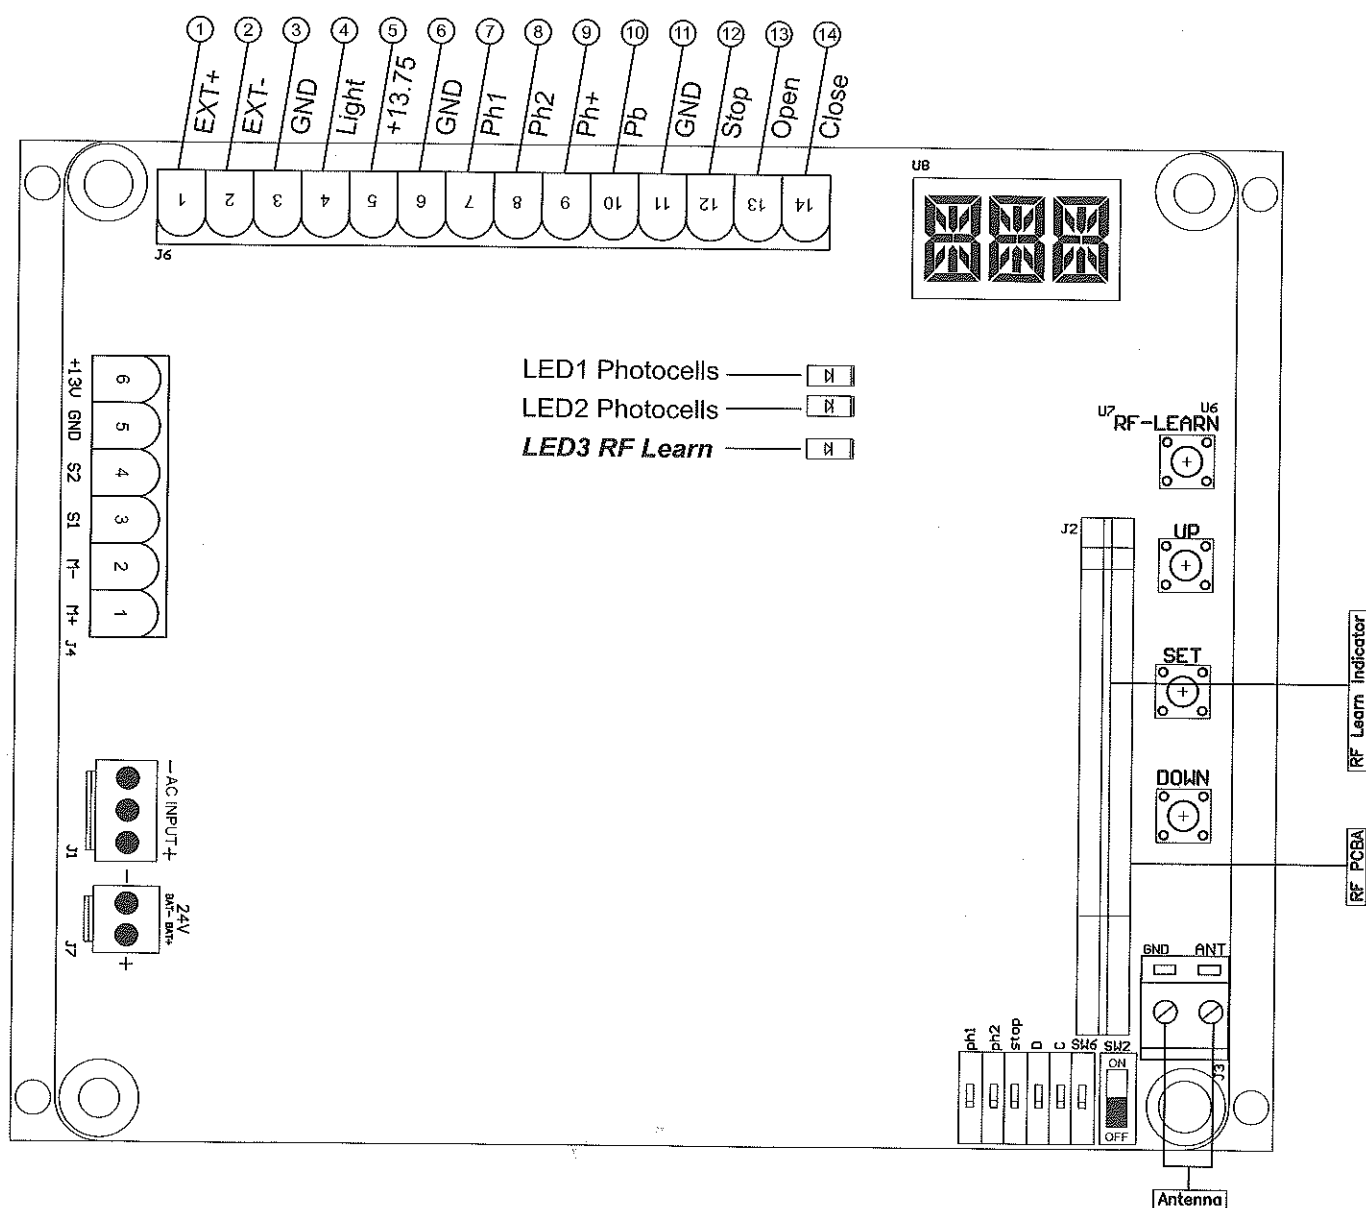 1 2 3 4 5 6 7 8 9 10 11 12 13 14
EXT+
EXT-
GND
Light
+13.75
GND
Ph1
Ph2
Ph+
Pb
GND
Stop
Open
Close
1 2 3 4 5 6 7 8 9 10 11 12 13 14
J6
U8
LED1 Photocells
LED2 Photocells
LED3 RF Learn
U7
U6
RF-LEARN
UP
SET
DOWN
J2
RF Learn Indicator
RF PCBA
+13V 6
GND 5
S2 4
S1 3
M- 2
M+ 1
J4
-AC INPUT+
J1
-
24V
BAT- BAT+
J7
+
GND ANT
J3
ph1 ph2 stop D C SW6 SW2
ON
OFF
Antenna